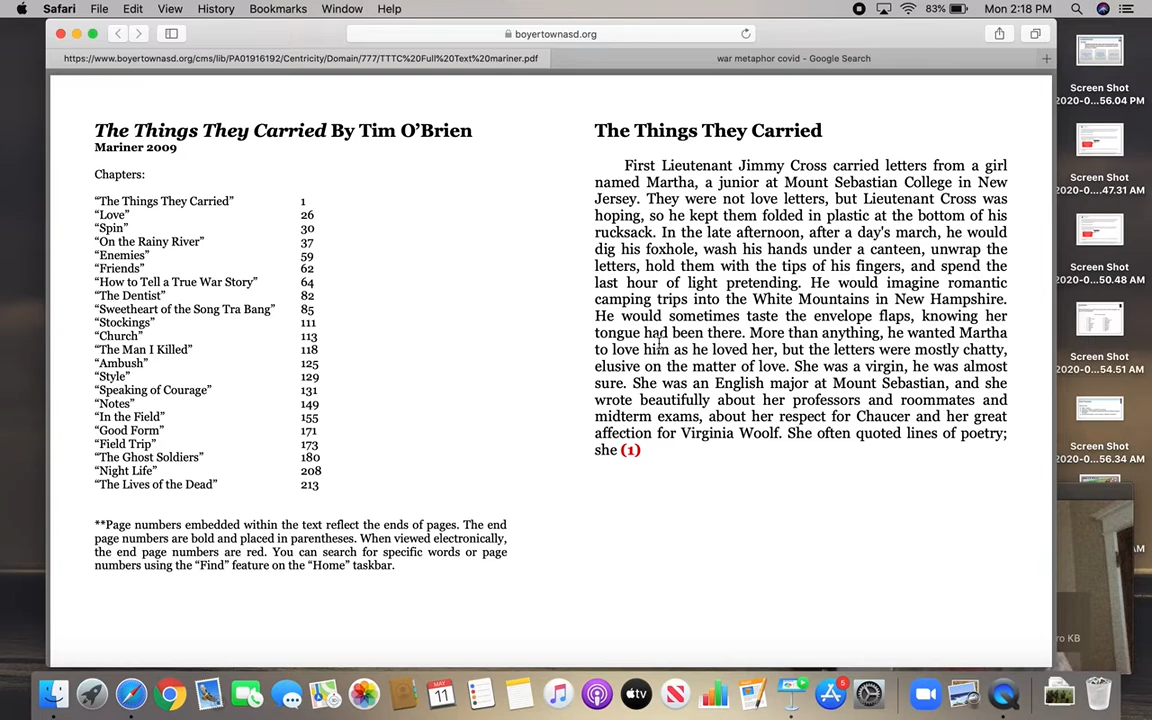 Safari File Edit View History Bookmarks Window Help 83% Mon 2:18 PM
boyertownasd.org
https://www.boyertownasd.org/cms/lib/PA01916192/Centricity/Domain/777/TTTC%20Full%20Text%20mariner.pdf
war metaphor covid - Google Search
The Things They Carried By Tim O’Brien
Mariner 2009
Chapters:
“The Things They Carried” 1
“Love” 26
“Spin” 30
“On the Rainy River” 37
“Enemies” 59
“Friends” 62
“How to Tell a True War Story” 64
“The Dentist” 82
“Sweetheart of the Song Tra Bang” 85
“Stockings” 111
“Church” 113
“The Man I Killed” 118
“Ambush” 125
“Style” 129
“Speaking of Courage” 131
“Notes” 149
“In the Field” 155
“Good Form” 171
“Field Trip” 173
“The Ghost Soldiers” 180
“Night Life” 208
“The Lives of the Dead” 213
**Page numbers embedded within the text reflect the ends of pages. The end
page numbers are bold and placed in parentheses. When viewed electronically,
the end page numbers are red. You can search for specific words or page
numbers using the “Find” feature on the “Home” taskbar.
The Things They Carried
First Lieutenant Jimmy Cross carried letters from a girl
named Martha, a junior at Mount Sebastian College in New
Jersey. They were not love letters, but Lieutenant Cross was
hoping, so he kept them folded in plastic at the bottom of his
rucksack. In the late afternoon, after a day's march, he would
dig his foxhole, wash his hands under a canteen, unwrap the
letters, hold them with the tips of his fingers, and spend the
last hour of light pretending. He would imagine romantic
camping trips into the White Mountains in New Hampshire.
He would sometimes taste the envelope flaps, knowing her
tongue had been there. More than anything, he wanted Martha
to love him as he loved her, but the letters were mostly chatty,
elusive on the matter of love. She was a virgin, he was almost
sure. She was an English major at Mount Sebastian, and she
wrote beautifully about her professors and roommates and
midterm exams, about her respect for Chaucer and her great
affection for Virginia Woolf. She often quoted lines of poetry;
she (1)
Screen Shot
2020-0...56.04 PM
Screen Shot
2020-0...47.31 AM
Screen Shot
2020-0...50.48 AM
Screen Shot
2020-0...54.51 AM
Screen Shot
2020-0...56.34 AM
AM
ro KB
MAY
11
tv
5